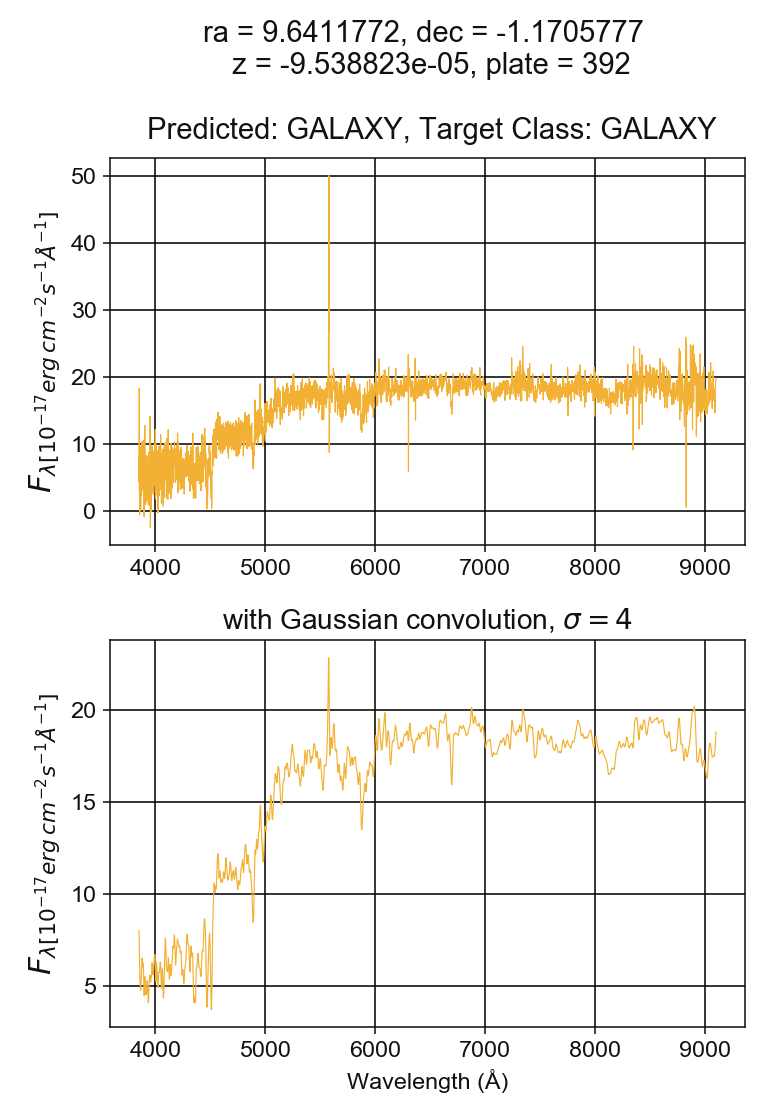 ra = 9.6411772, dec = -1.1705777
z = -9.538823e-05, plate = 392
Predicted: GALAXY, Target Class: GALAXY
F_λ[10^−17 erg cm^−2 s^−1 Å^−1]
50
40
30
20
10
0
4000 5000 6000 7000 8000 9000
with Gaussian convolution, σ = 4
F_λ[10^−17 erg cm^−2 s^−1 Å^−1]
20
15
10
5
4000 5000 6000 7000 8000 9000
Wavelength (Å)